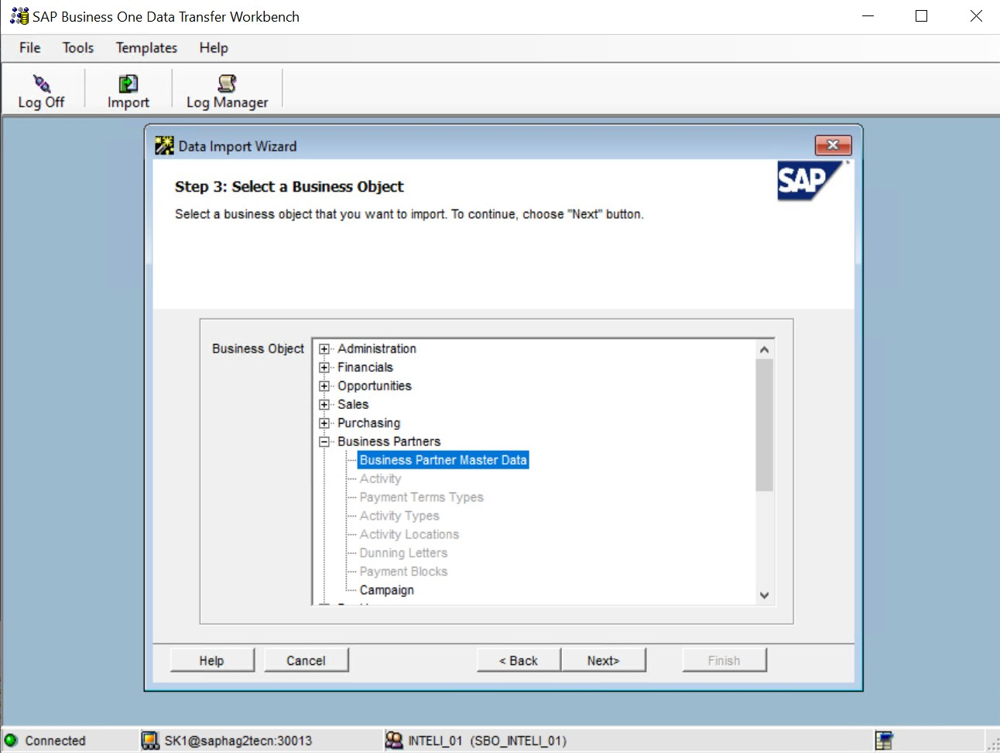 SAP Business One Data Transfer Workbench
File Tools Templates Help
Log Off Import Log Manager
Data Import Wizard
SAP
Step 3: Select a Business Object
Select a business object that you want to import. To continue, choose "Next" button.
Business Object
Administration
Financials
Opportunities
Sales
Purchasing
Business Partners
Business Partner Master Data
Activity
Payment Terms Types
Activity Types
Activity Locations
Dunning Letters
Payment Blocks
Campaign
Help Cancel < Back Next> Finish
Connected SK1@saphag2tecn:30013 INTELI_01 (SBO_INTELI_01)